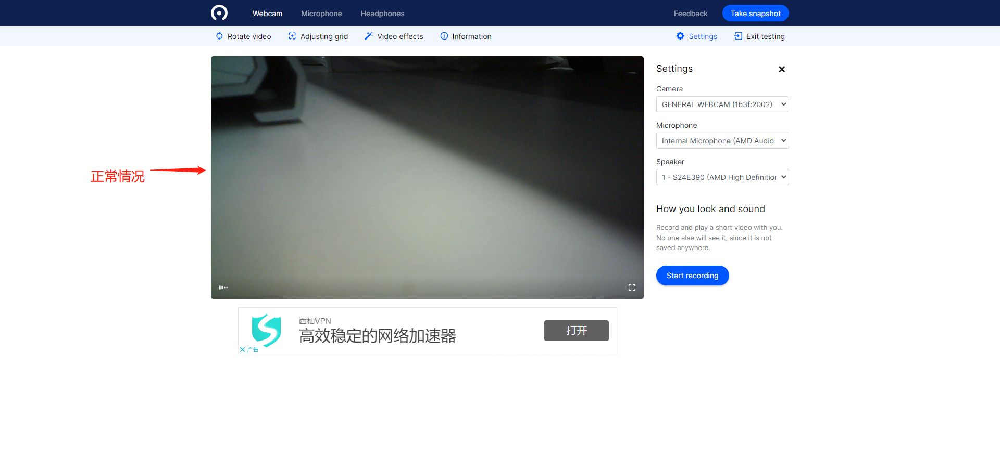 Webcam
Microphone
Headphones
Feedback
Take snapshot
Rotate video
Adjusting grid
Video effects
Information
Settings
Exit testing
正常情况
Settings
Camera
GENERAL WEBCAM (1b3f:2002)
Microphone
Internal Microphone (AMD Audio
Speaker
1 - S24E390 (AMD High Definition
How you look and sound
Record and play a short video with you.
No one else will see it, since it is not
saved anywhere.
Start recording
西柚VPN
高效稳定的网络加速器
打开
广告